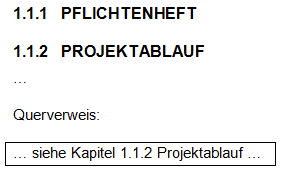 1.1.1 PFLICHTENHEFT
1.1.2 PROJEKTABLAUF
…
Querverweis:
… siehe Kapitel 1.1.2 Projektablauf …